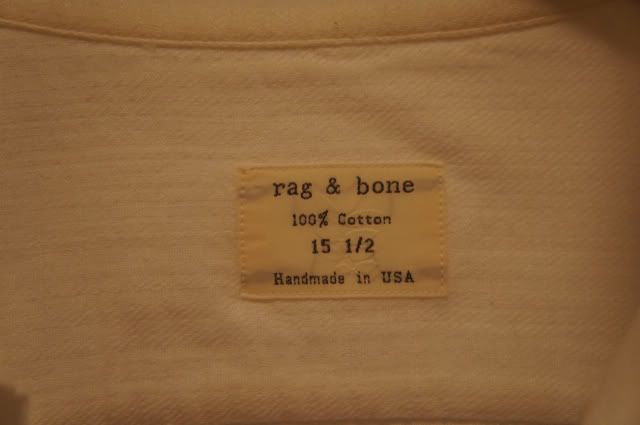 rag & bone
100% Cotton
15 1/2
Handmade in USA